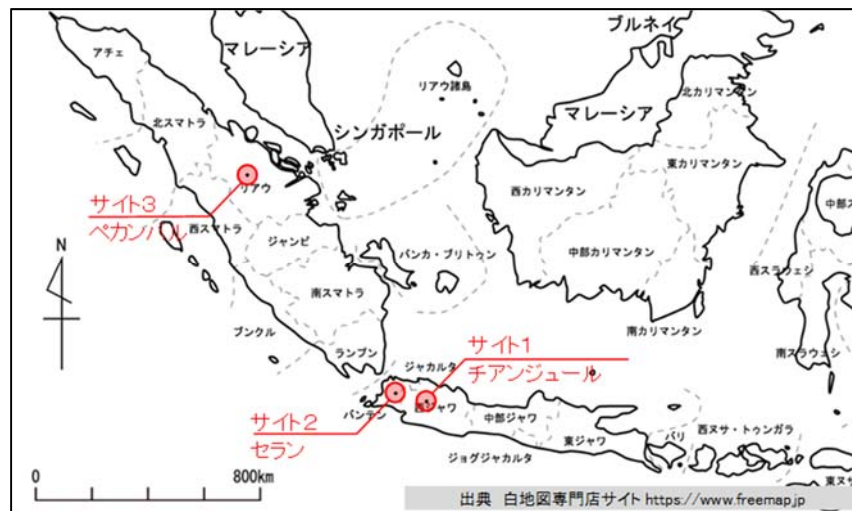 ブルネイ
マレーシア
アチェ
リアウ諸島
北カリマンタン
マレーシア
北スマトラ
シンガポール
東カリマンタン
リアウ
西カリマンタン
サイト3
ペカンバル
西スマトラ
中部ス
ジャンビ
N
バンカ・ブリトゥン
中部カリマンタン
西スラウェシ
南スマトラ
ブンクル
南カリマンタン
ランプン
サイト1
チアンジュール
ジャカルタ
南スラウェシ
サイト2
セラン
バンテン
西ジャワ
中部ジャワ
西ヌサ・トゥンガラ
バリ
東ジャワ
ジョグジャカルタ
東ヌサ
0
800km
出典 白地図専門店サイト https://www.freemap.jp